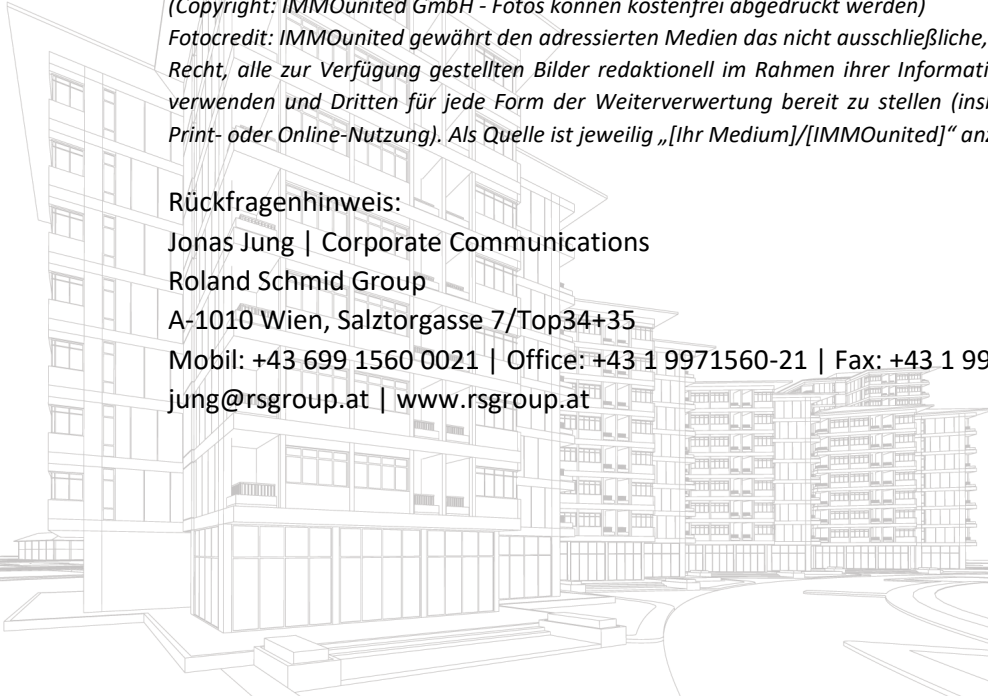 (Copyright: IMMOunited GmbH - Fotos können kostenfrei abgedruckt werden)
Fotocredit: IMMOunited gewährt den adressierten Medien das nicht ausschließliche,
Recht, alle zur Verfügung gestellten Bilder redaktionell im Rahmen ihrer
verwenden und Dritten für jede Form der Weiterverwertung bereit zu stellen
Print- oder Online-Nutzung). Als Quelle ist jeweilig „[Ihr Medium]/[IMMOunited]“
Rückfragenhinweis:
Jonas Jung | Corporate Communications
Roland Schmid Group
A-1010 Wien, Salztorgasse 7/Top34+35
Mobil: +43 699 1560 0021 | Office: +43 1 9971560-21 | Fax: +43 1 99
jung@rsgroup.at | www.rsgroup.at